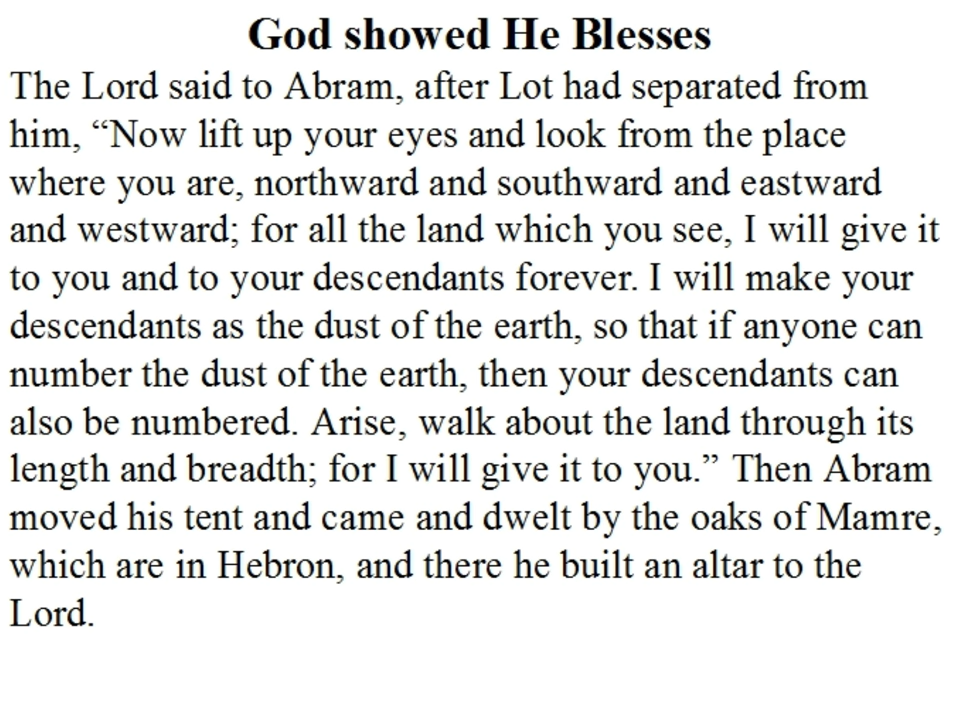 God showed He Blesses
The Lord said to Abram, after Lot had separated from
him, “Now lift up your eyes and look from the place
where you are, northward and southward and eastward
and westward; for all the land which you see, I will give it
to you and to your descendants forever. I will make your
descendants as the dust of the earth, so that if anyone can
number the dust of the earth, then your descendants can
also be numbered. Arise, walk about the land through its
length and breadth; for I will give it to you.” Then Abram
moved his tent and came and dwelt by the oaks of Mamre,
which are in Hebron, and there he built an altar to the
Lord.